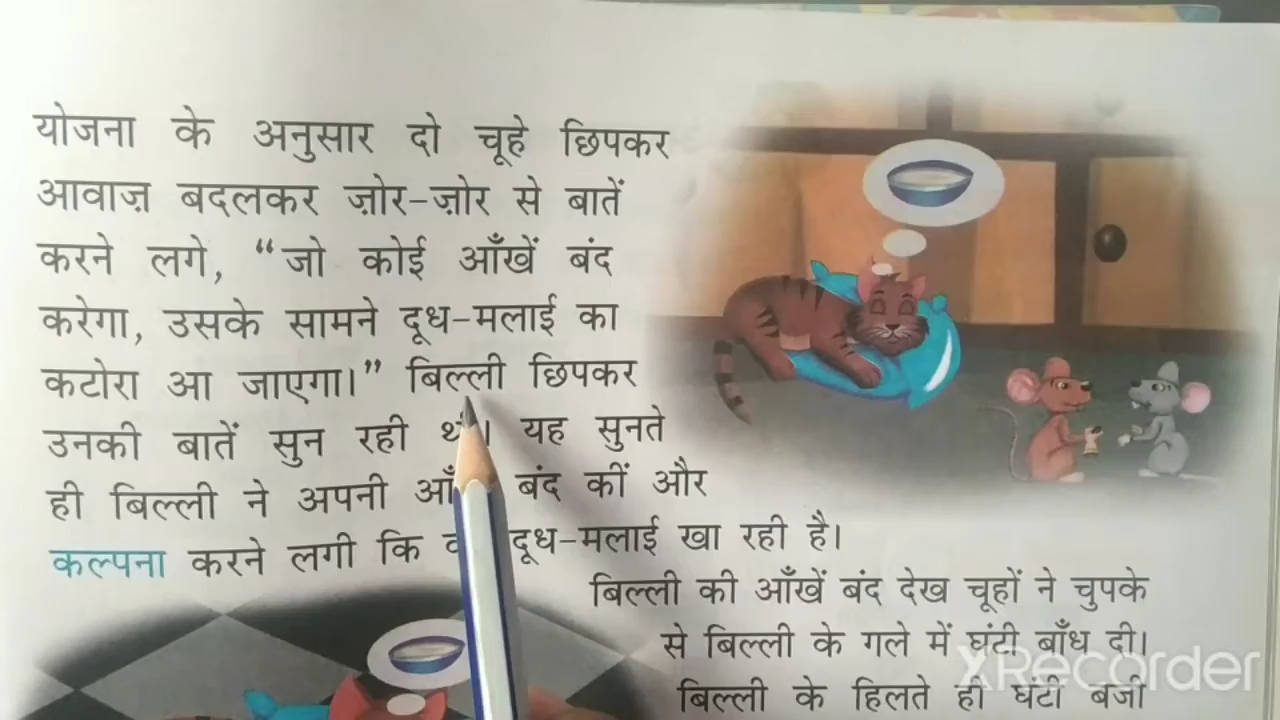 योजना के अनुसार दो चूहे छिपकर
आवाज़ बदलकर ज़ोर-ज़ोर से बातें
करने लगे, “जो कोई आँखें बंद
करेगा, उसके सामने दूध-मलाई का
कटोरा आ जाएगा।” बिल्ली छिपकर
उनकी बातें सुन रही यह सुनते
ही बिल्ली ने अपनी बंद कीं और
कल्पना करने लगी कि दूध-मलाई खा रही है।
बिल्ली की आँखें बंद देख चूहों ने चुपके
से बिल्ली के गले में घंटी बाँध दी।
बिल्ली के हिलते ही घंटी बजी
XRecorder